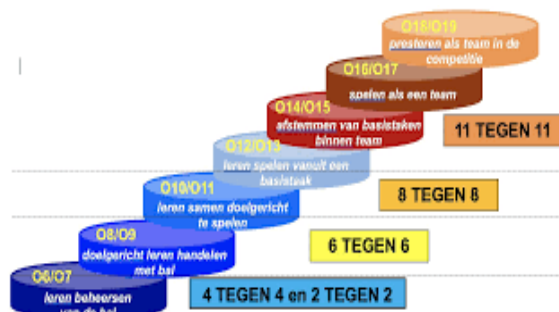 O18/O19
presteren als team in de
competitie
O16/O17
spelen als een team
O14/O15
afstemmen van basistaken
binnen team
11 TEGEN 11
O12/O13
leren spelen vanuit een
basistaak
O10/O11
leren samen doelgericht
te spelen
8 TEGEN 8
O8/O9
doelgericht leren handelen
met bal
6 TEGEN 6
O6/O7
leren beheersen
van de bal
4 TEGEN 4 en 2 TEGEN 2